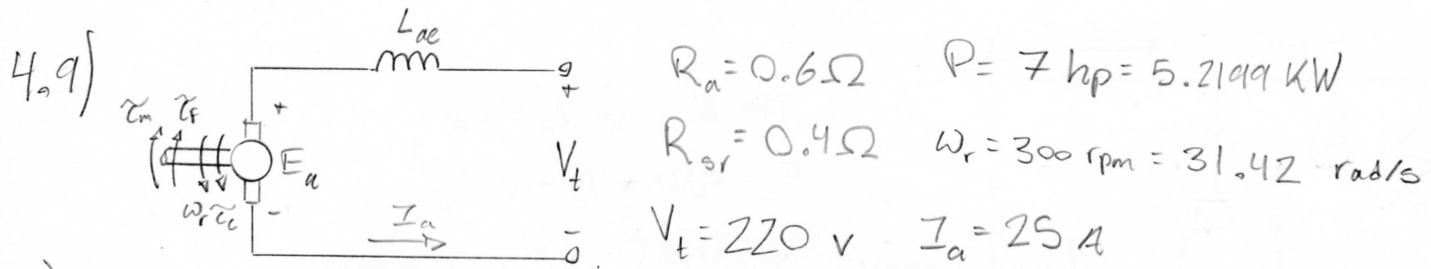 4.9)
L_ae
R_a = 0.6Ω P = 7 hp = 5.2199 KW
R_sr = 0.4Ω ω_r = 300 rpm = 31.42 rad/s
V_t = 220 V I_a = 25 A
τ_m τ_f
+
E_a
ω_r τ_L
-
I_a
+
V_t
-